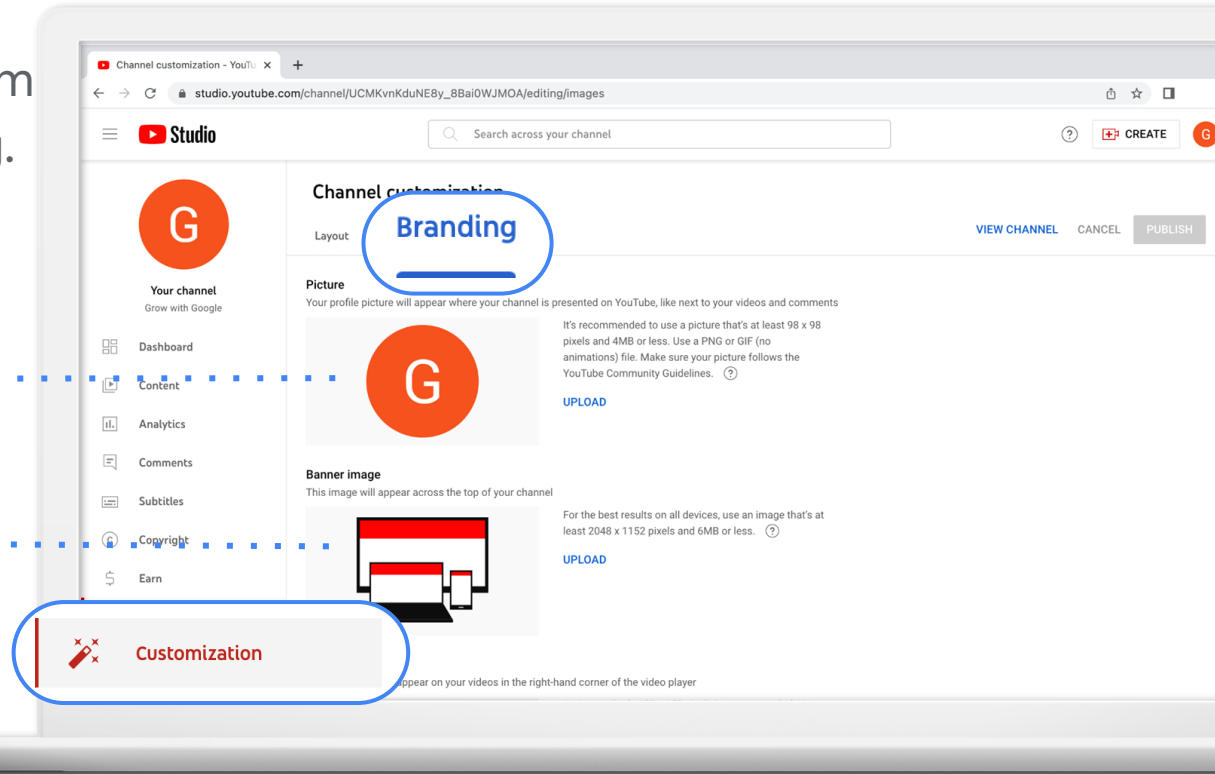 m
g.
Channel customization - YouTu
studio.youtube.com/channel/UCMKvnKduNE8y_8Bai0WJMOA/editing/images
Studio
Search across your channel
CREATE
G
G
Your channel
Grow with Google
Dashboard
Content
Analytics
Comments
Subtitles
Copyright
Earn
Customization
Channel customization
Layout
Branding
VIEW CHANNEL
CANCEL
PUBLISH
Picture
Your profile picture will appear where your channel is presented on YouTube, like next to your videos and comments
G
It's recommended to use a picture that's at least 98 x 98
pixels and 4MB or less. Use a PNG or GIF (no
animations) file. Make sure your picture follows the
YouTube Community Guidelines.
UPLOAD
Banner image
This image will appear across the top of your channel
For the best results on all devices, use an image that's at
least 2048 x 1152 pixels and 6MB or less.
UPLOAD
appear on your videos in the right-hand corner of the video player